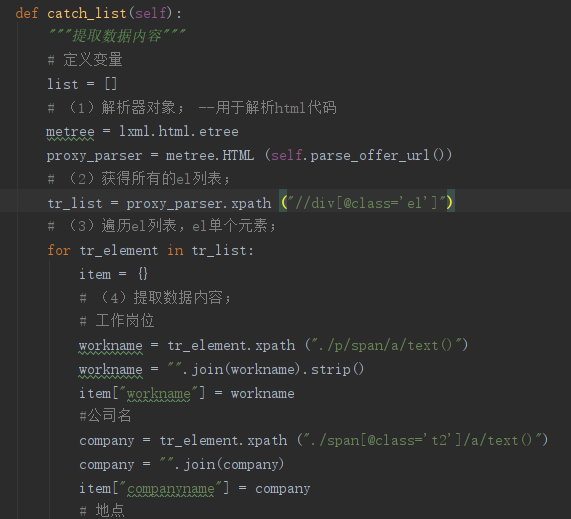 def catch_list(self):
"""提取数据内容"""
# 定义变量
list = []
# （1）解析器对象； --用于解析html代码
metree = lxml.html.etree
proxy_parser = metree.HTML (self.parse_offer_url())
# （2）获得所有的el列表；
tr_list = proxy_parser.xpath ("//div[@class='el']")
# （3）遍历el列表，el单个元素；
for tr_element in tr_list:
item = {}
# （4）提取数据内容；
# 工作岗位
workname = tr_element.xpath ("./p/span/a/text()")
workname = "".join(workname).strip()
item["workname"] = workname
#公司名
company = tr_element.xpath ("./span[@class='t2']/a/text()")
company = "".join(company)
item["companyname"] = company
# 地点